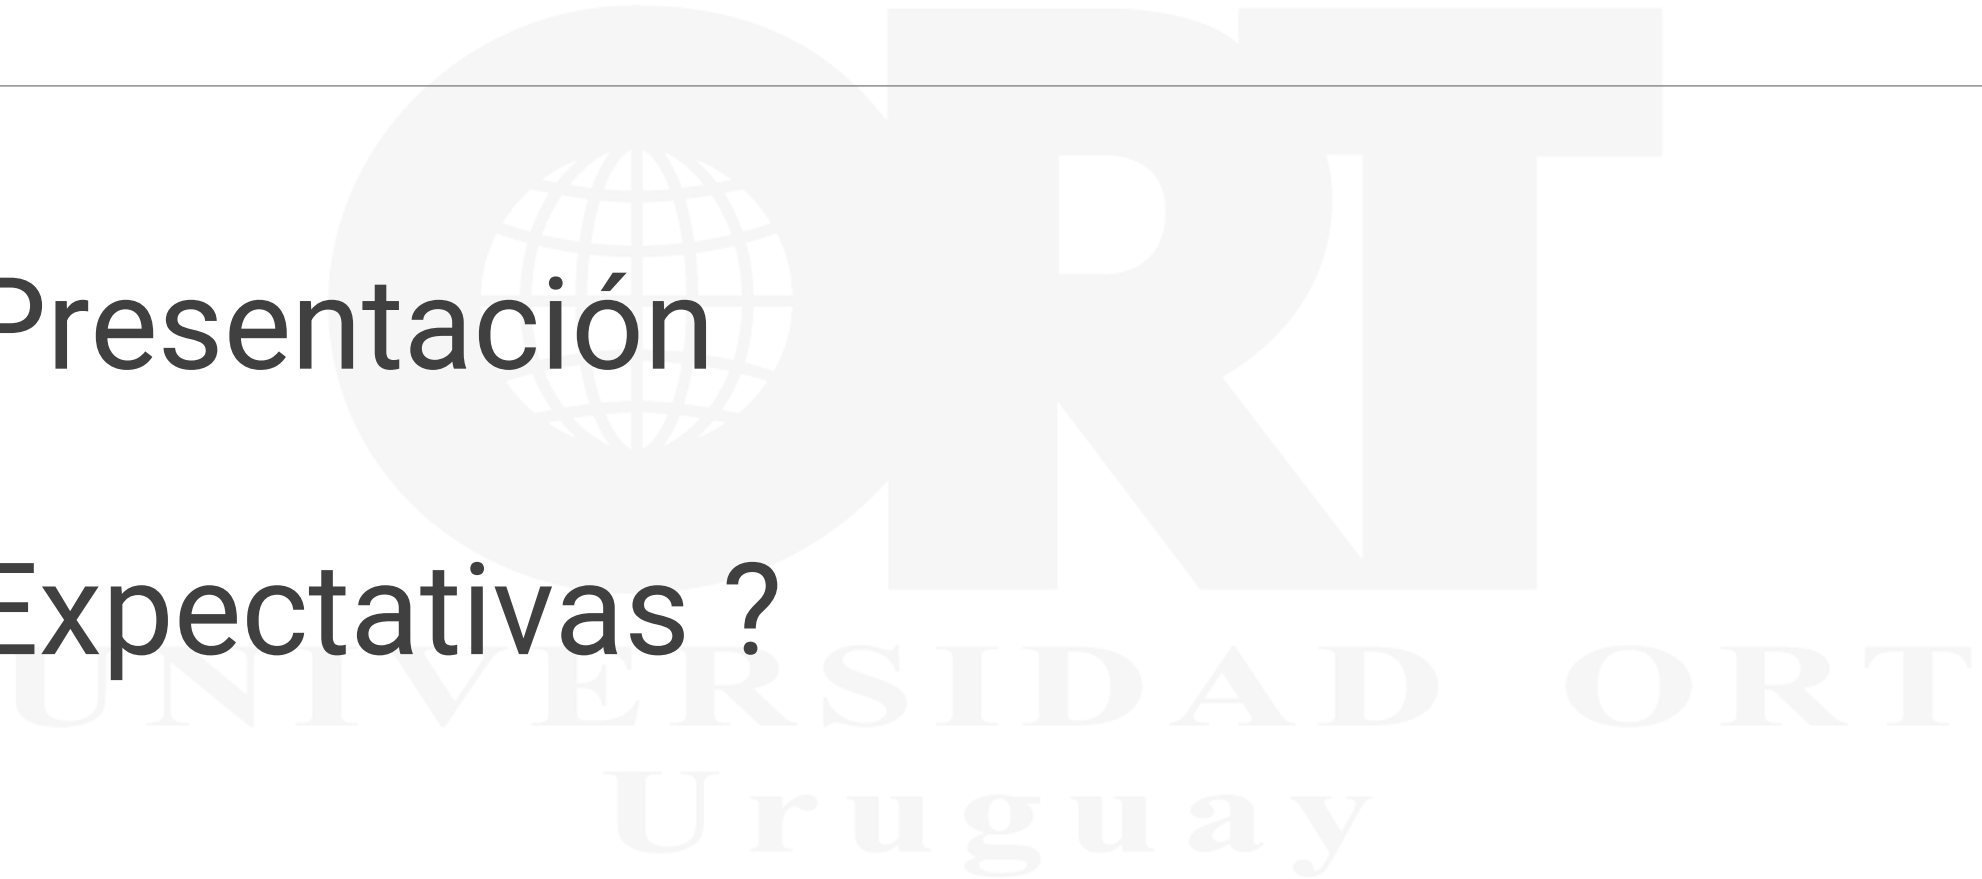 ORT
Presentación
Expectativas ?
UNIVERSIDAD ORT
Uruguay